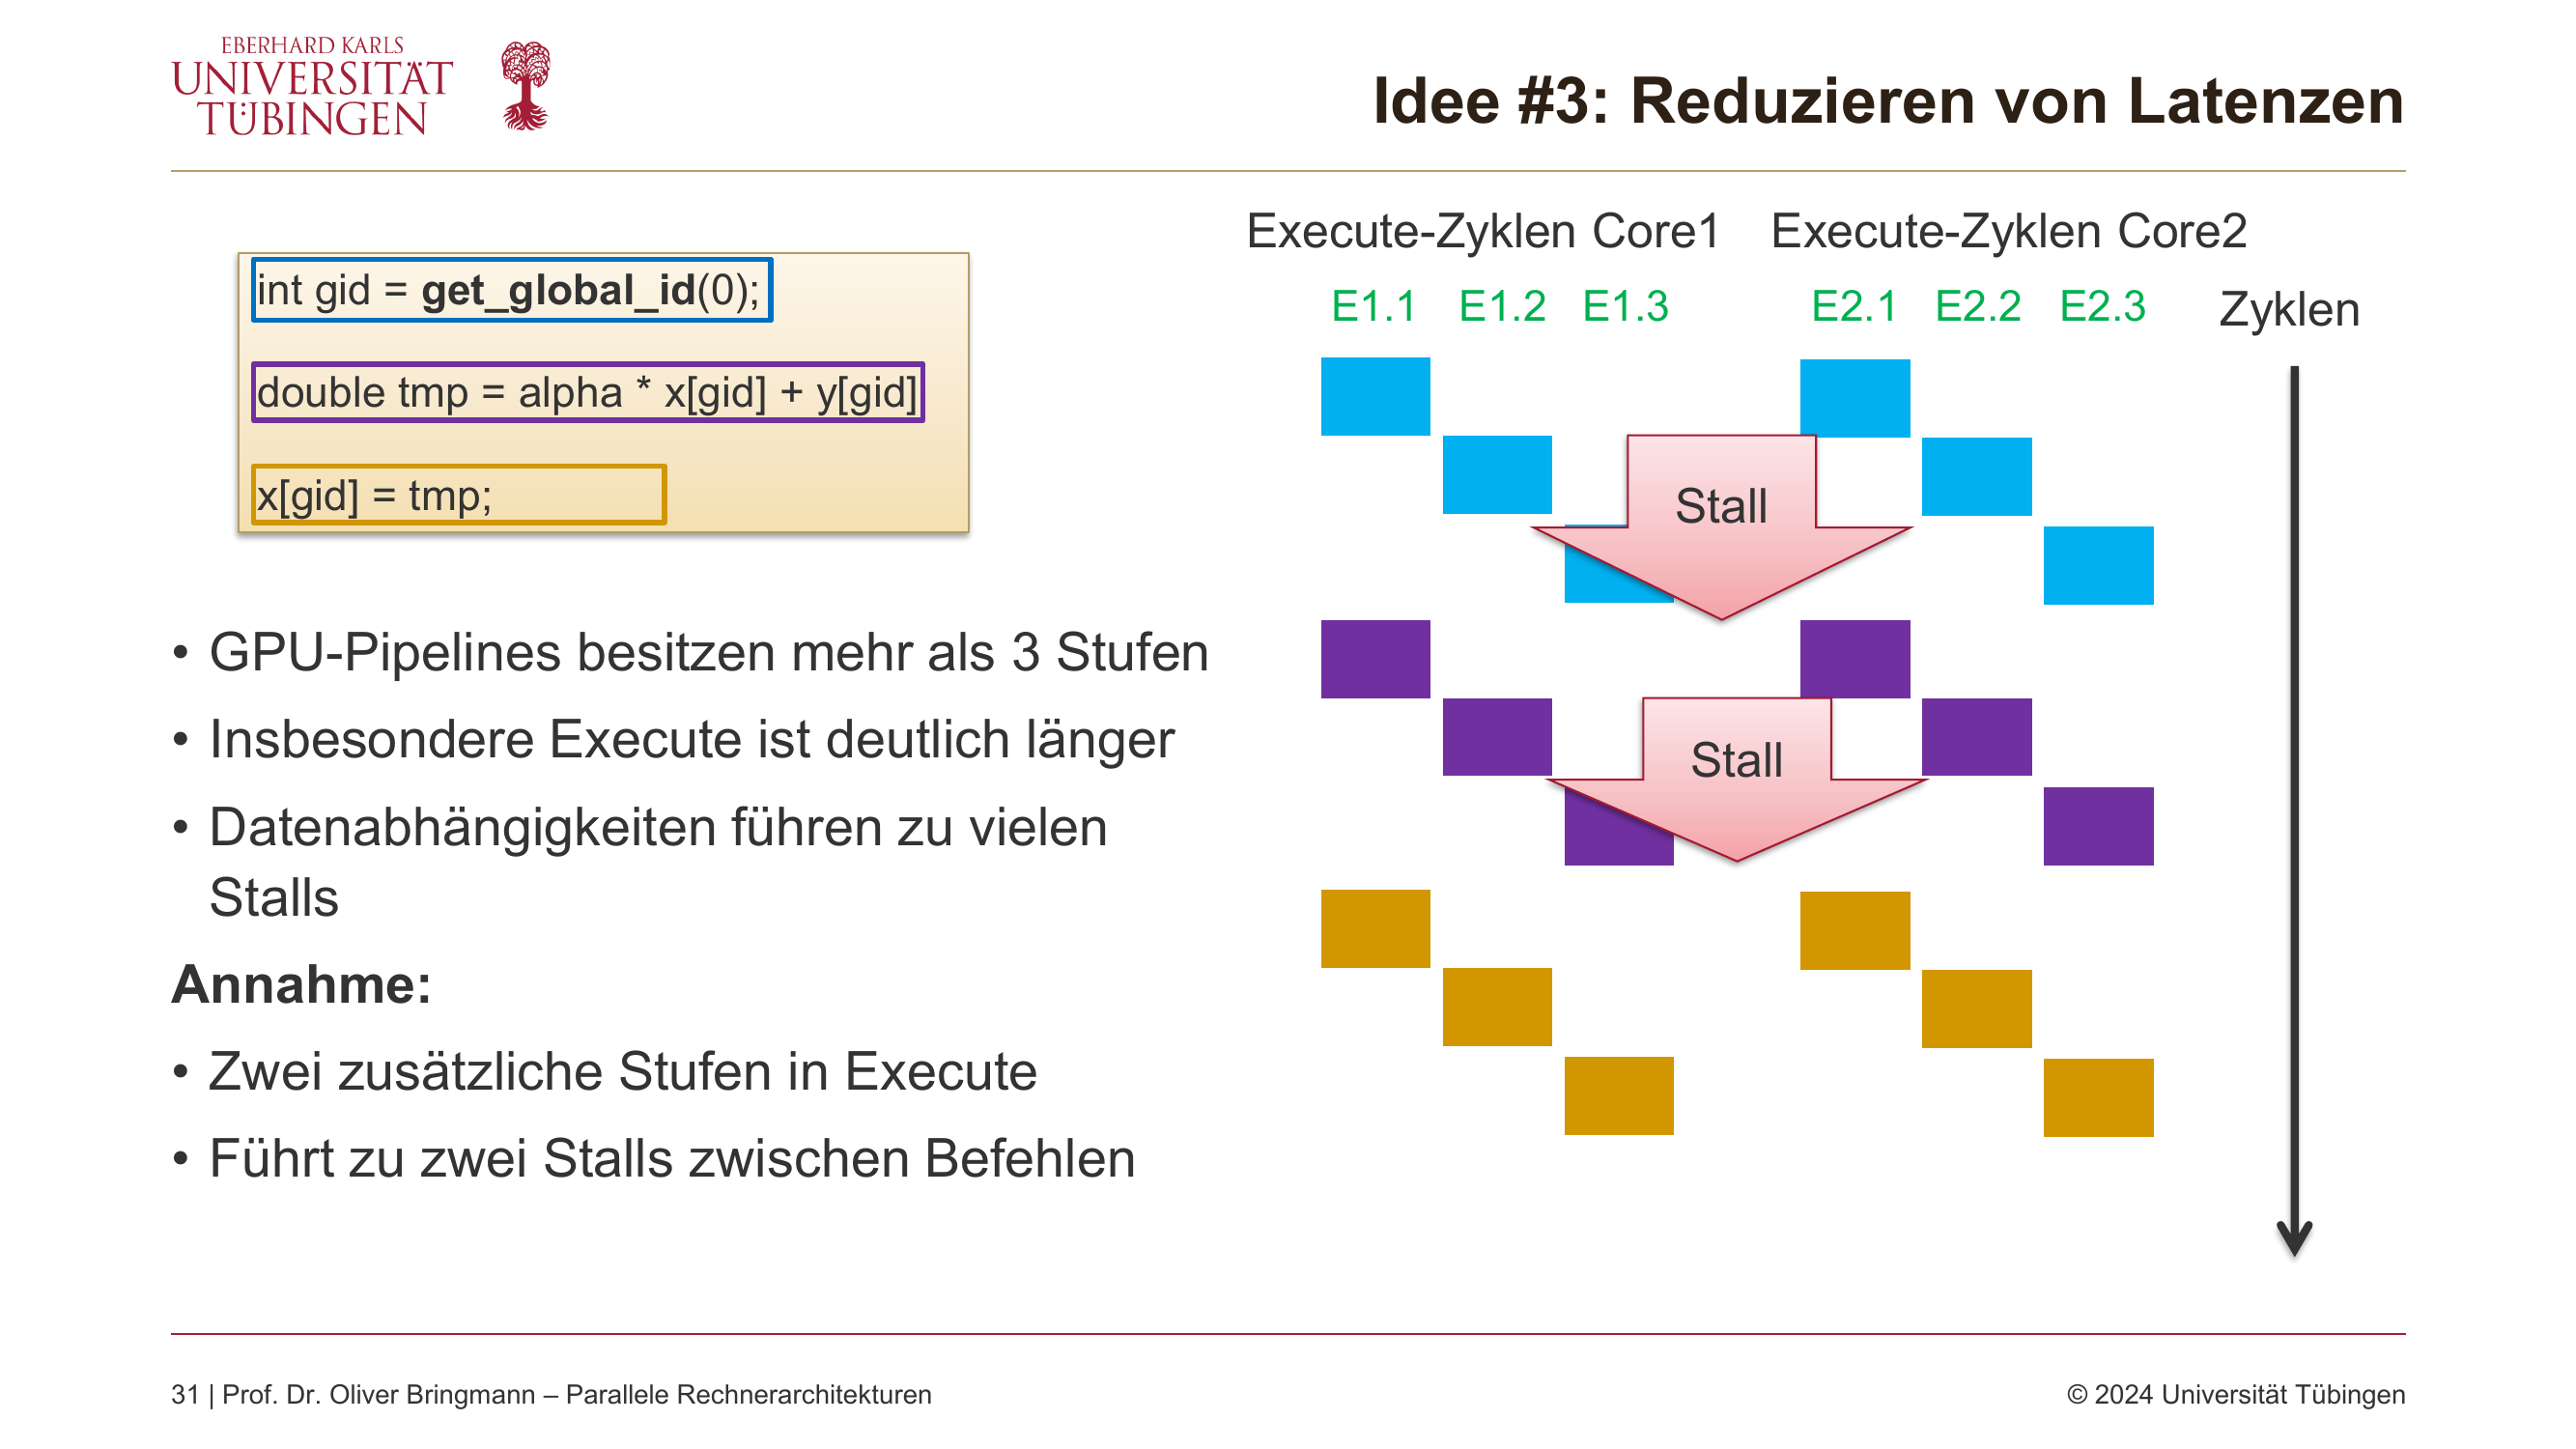 EBERHARD KARLS
UNIVERSITÄT
TÜBINGEN
Idee #3: Reduzieren von Latenzen
int gid = get_global_id(0);
double tmp = alpha * x[gid] + y[gid]
x[gid] = tmp;
• GPU-Pipelines besitzen mehr als 3 Stufen
• Insbesondere Execute ist deutlich länger
• Datenabhängigkeiten führen zu vielen
Stalls
Annahme:
• Zwei zusätzliche Stufen in Execute
• Führt zu zwei Stalls zwischen Befehlen
Execute-Zyklen Core1 Execute-Zyklen Core2
E1.1 E1.2 E1.3 E2.1 E2.2 E2.3 Zyklen
Stall
Stall
31 | Prof. Dr. Oliver Bringmann – Parallele Rechnerarchitekturen
© 2024 Universität Tübingen